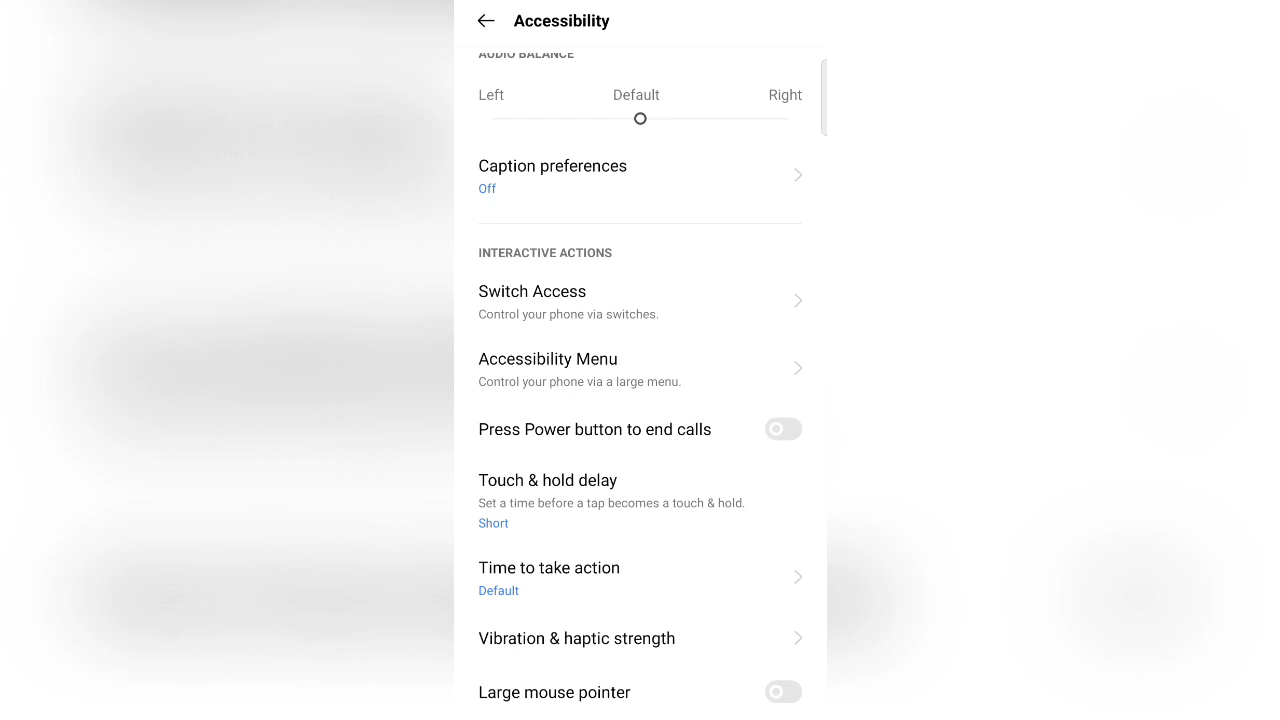 Accessibility
AUDIO BALANCE
Left Default Right
Caption preferences
Off
INTERACTIVE ACTIONS
Switch Access
Control your phone via switches.
Accessibility Menu
Control your phone via a large menu.
Press Power button to end calls
Touch & hold delay
Set a time before a tap becomes a touch & hold.
Short
Time to take action
Default
Vibration & haptic strength
Large mouse pointer